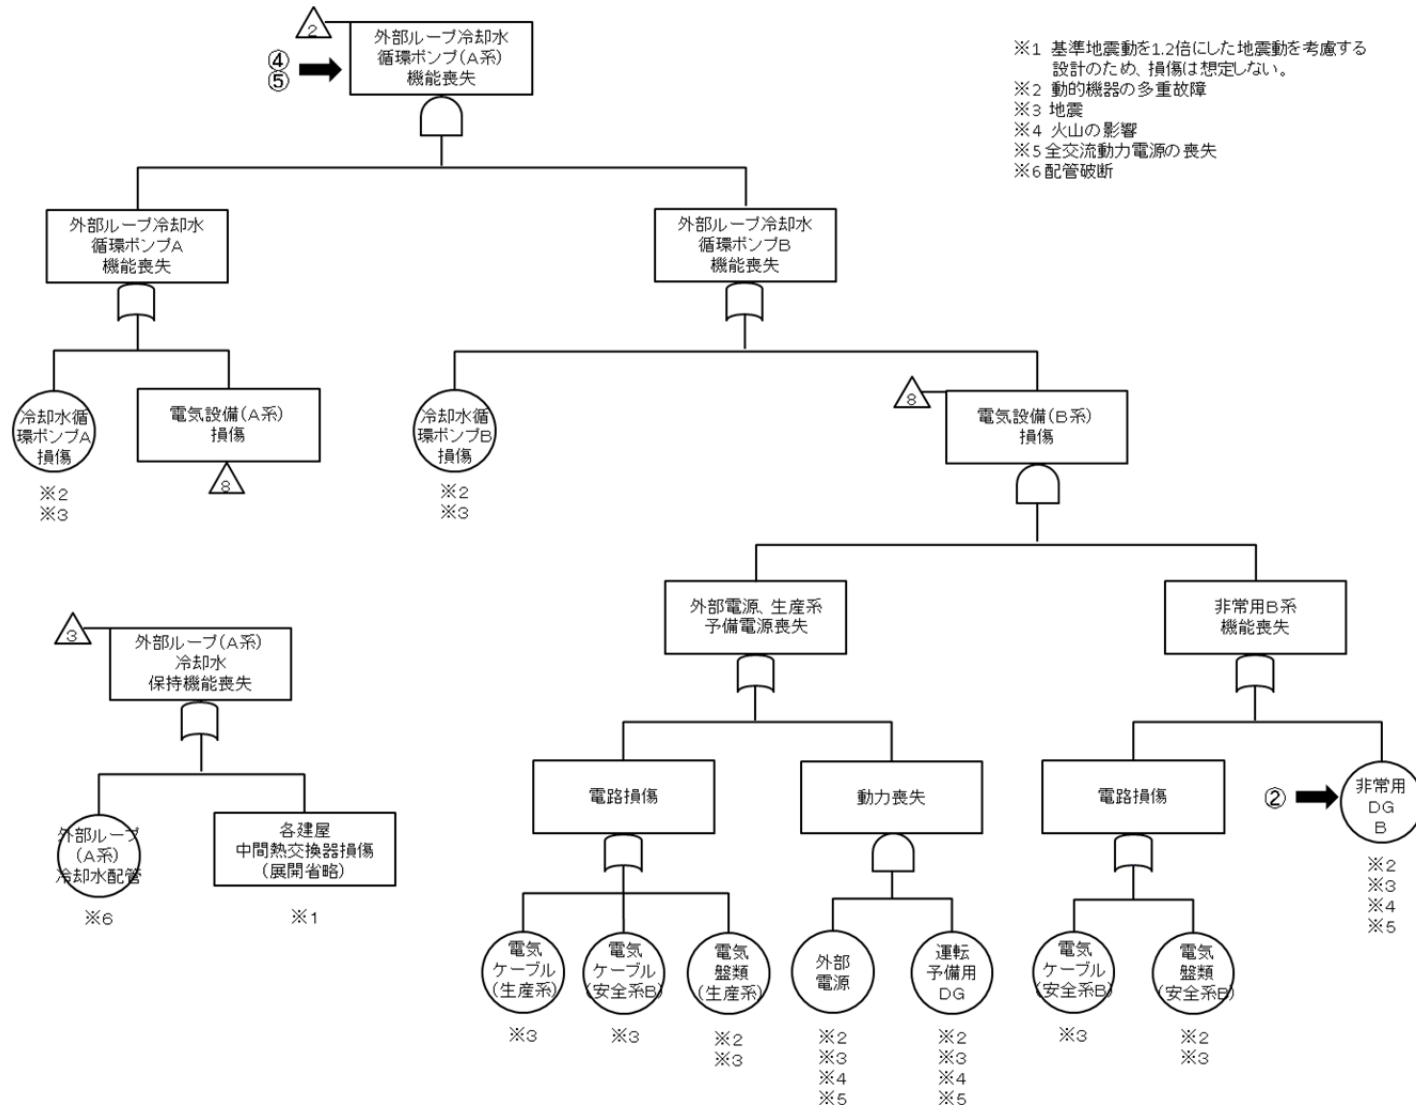 2
外部ループ冷却水
循環ポンプ(A系)
機能喪失
④
⑤
※1 基準地震動を1.2倍にした地震動を考慮する
設計のため、損傷は想定しない。
※2 動的機器の多重故障
※3 地震
※4 火山の影響
※5 全交流動力電源の喪失
※6 配管破断
外部ループ冷却水
循環ポンプA
機能喪失
外部ループ冷却水
循環ポンプB
機能喪失
冷却水循
環ポンプA
損傷
※2
※3
電気設備(A系)
損傷
8
冷却水循
環ポンプB
損傷
※2
※3
8
電気設備(B系)
損傷
外部電源、生産系
予備電源喪失
非常用B系
機能喪失
3
外部ループ(A系)
冷却水
保持機能喪失
外部ループ
(A系)
冷却水配管
※6
各建屋
中間熱交換器損傷
(展開省略)
※1
電路損傷
動力喪失
電路損傷
②
非常用
DG
B
※2
※3
※4
※5
電気
ケーブル
(生産系)
※3
電気
ケーブル
(安全系B)
※3
電気
盤類
(生産系)
※2
※3
外部
電源
※2
※3
※4
※5
運転
予備用
DG
※2
※3
※4
※5
電気
ケーブル
(安全系B)
※3
電気
盤類
(安全系B)
※2
※3